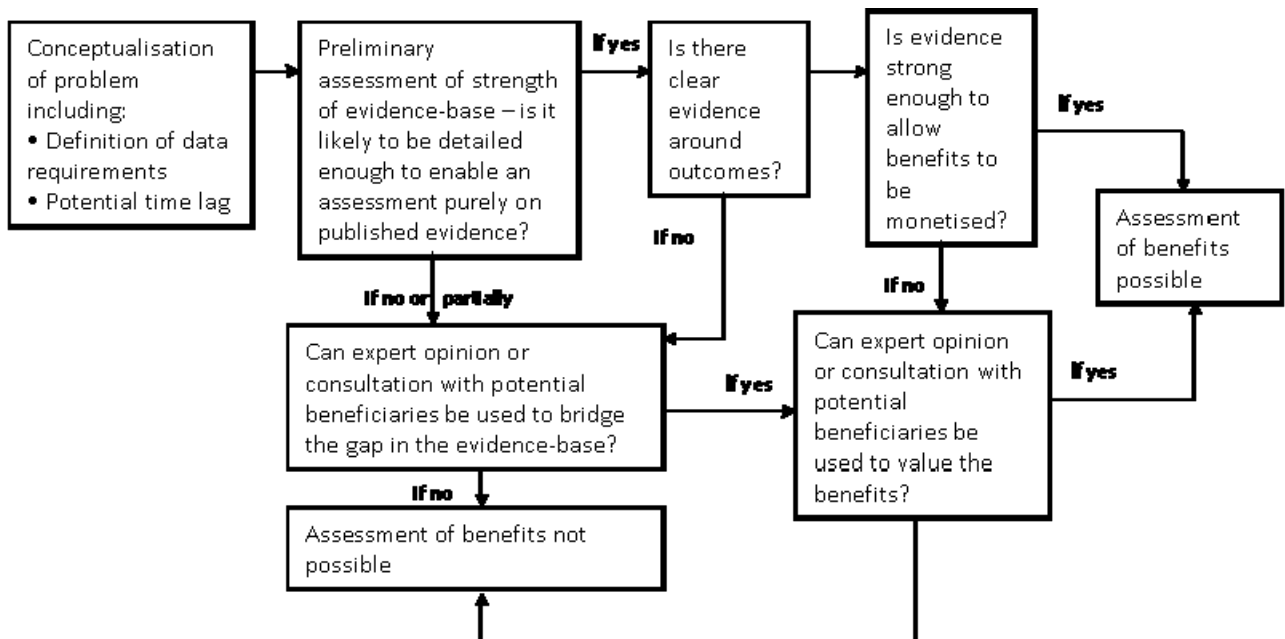 Conceptualisation
of problem
including:
• Definition of data
requirements
• Potential time lag
Preliminary
assessment of strength
of evidence-base – is it
likely to be detailed
enough to enable an
assessment purely on
published evidence?
If yes
Is there
clear
evidence
around
outcomes?
Is evidence
strong
enough to
allow
benefits to
be
monetised?
If yes
Assessment
of benefits
possible
If no or partially
If no
If no
Can expert opinion or
consultation with potential
beneficiaries be used to bridge
the gap in the evidence-base?
If yes
Can expert opinion
or consultation with
potential
beneficiaries be
used to value the
benefits?
If yes
If no
Assessment of benefits not
possible